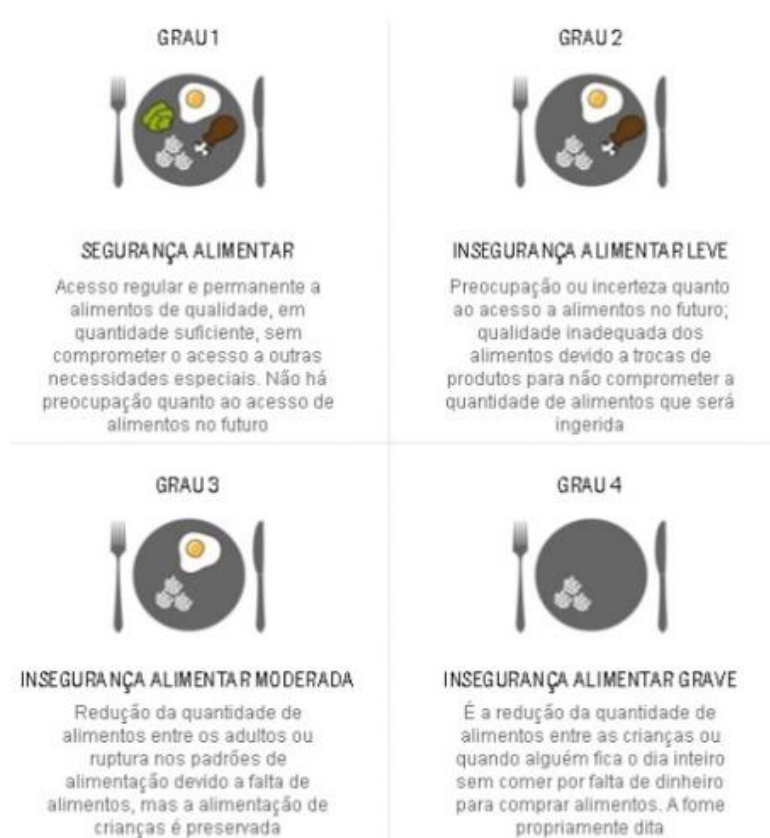 GRAU 1
SEGURANÇA ALIMENTAR
Acesso regular e permanente a
alimentos de qualidade, em
quantidade suficiente, sem
comprometer o acesso a outras
necessidades especiais. Não há
preocupação quanto ao acesso de
alimentos no futuro
GRAU 2
INSEGURANÇA ALIMENTAR LEVE
Preocupação ou incerteza quanto
ao acesso a alimentos no futuro;
qualidade inadequada dos
alimentos devido a trocas de
produtos para não comprometer a
quantidade de alimentos que será
ingerida
GRAU 3
INSEGURANÇA ALIMENTAR MODERADA
Redução da quantidade de
alimentos entre os adultos ou
ruptura nos padrões de
alimentação devido a falta de
alimentos, mas a alimentação de
crianças é preservada
GRAU 4
INSEGURANÇA ALIMENTAR GRAVE
É a redução da quantidade de
alimentos entre as crianças ou
quando alguém fica o dia inteiro
sem comer por falta de dinheiro
para comprar alimentos. A fome
propriamente dita